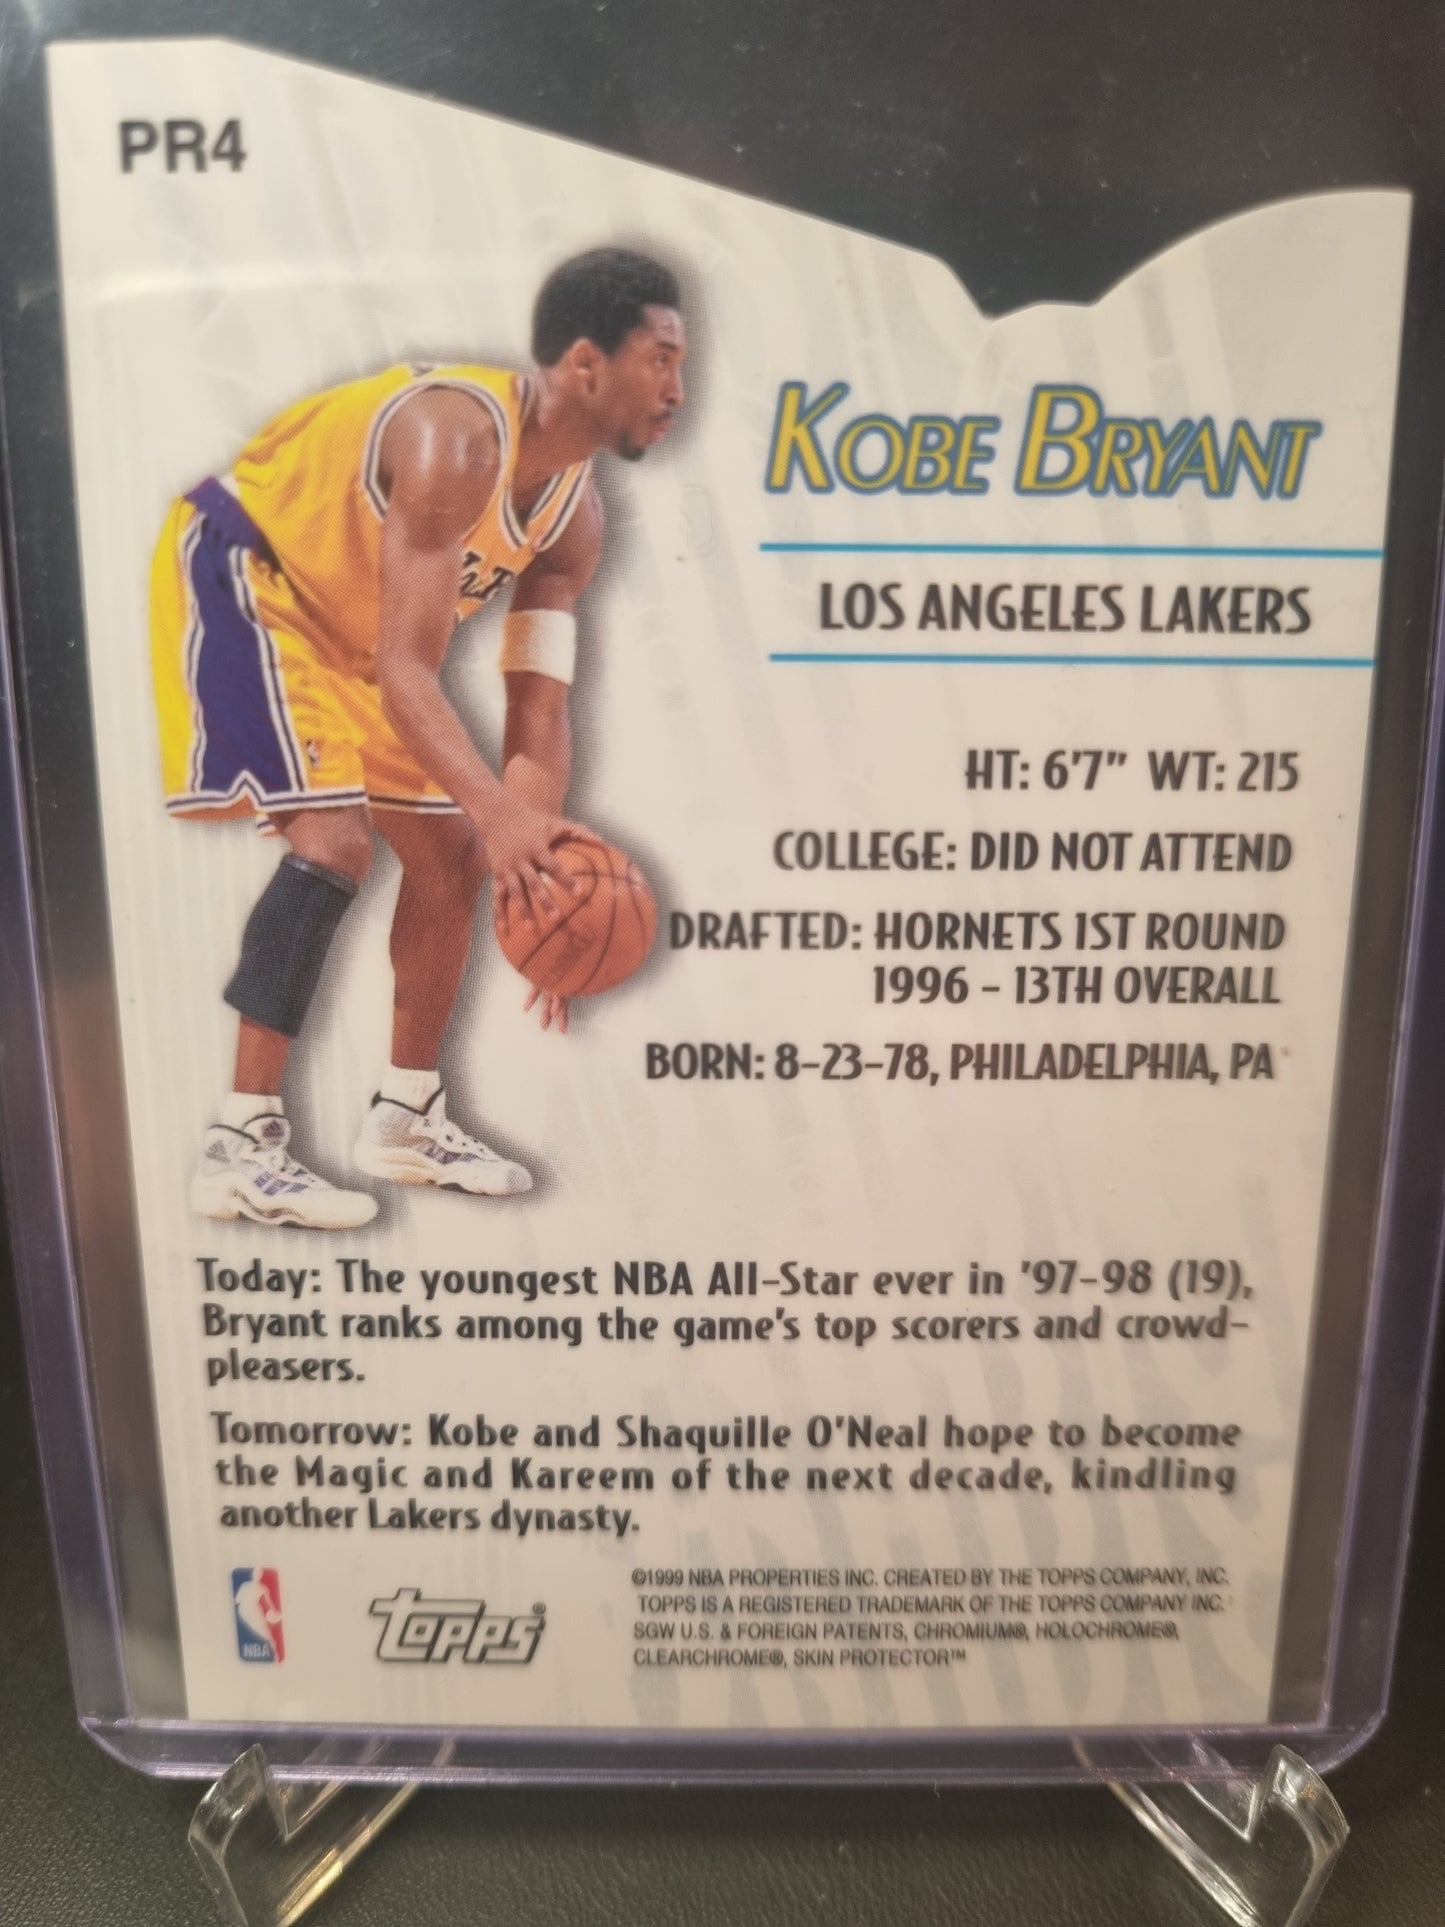 PR4
KOBE BRYANT
LOS ANGELES LAKERS
HT: 6'7" WT: 215
COLLEGE: DID NOT ATTEND
DRAFTED: HORNETS 1ST ROUND
1996 - 13TH OVERALL
BORN: 8-23-78, PHILADELPHIA, PA
Today: The youngest NBA All-Star ever in '97-98 (19),
Bryant ranks among the game's top scorers and crowd-
pleasers.
Tomorrow: Kobe and Shaquille O'Neal hope to become
the Magic and Kareem of the next decade, kindling
another Lakers dynasty.
NBA
TOPPS®
©1999 NBA PROPERTIES INC. CREATED BY THE TOPPS COMPANY, INC.
TOPPS IS A REGISTERED TRADEMARK OF THE TOPPS COMPANY INC.
SGW U.S. & FOREIGN PATENTS, CHROMIUM®, HOLOCHROME®,
CLEARCHROME®, SKIN PROTECTOR™